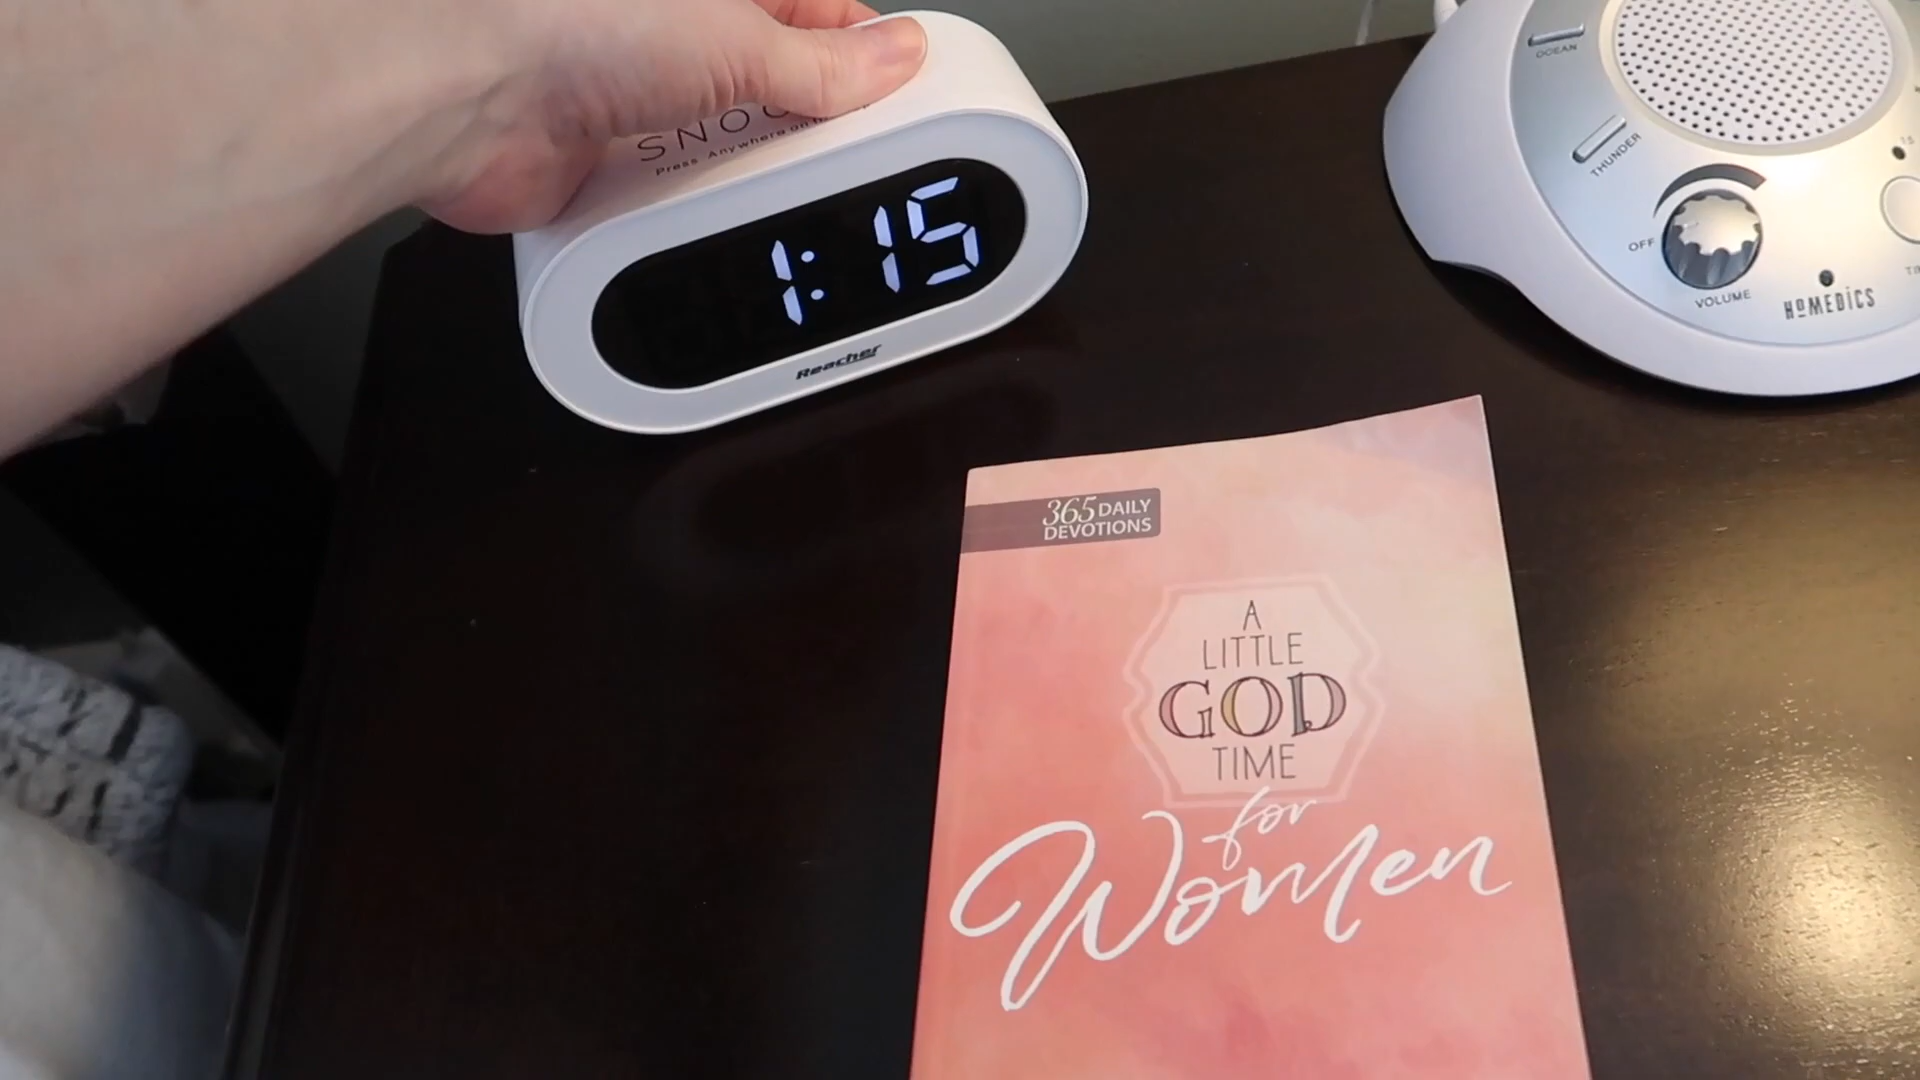 SNOO
Press Anywhere on
1:15
Reacher
OCEAN
THUNDER
OFF
VOLUME
HoMEDICS
365 DAILY
DEVOTIONS
A
LITTLE
GOD
TIME
for
Women